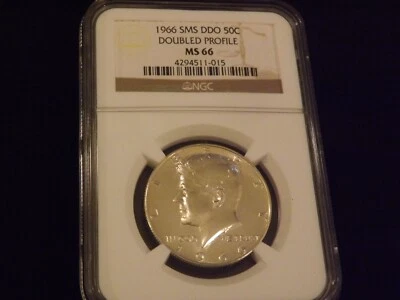 1966 SMS DDO 50C
DOUBLED PROFILE
MS 66
4294511-015
NGC